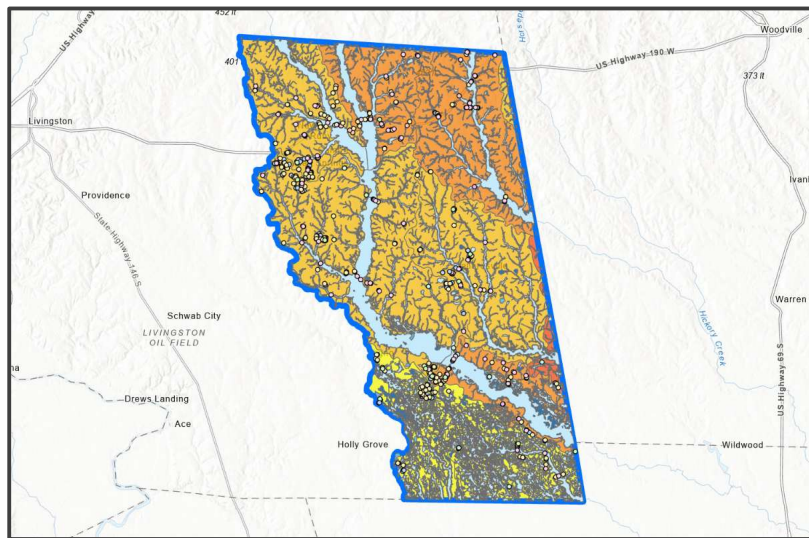 452 ft
Woodville
US Highway
US Highway 190 W
401
373 ft
Livingston
Providence
State Highway 146 S
Warren
Schwab City
LIVINGSTON
OIL FIELD
Hickory Creek
US Highway 69 S
Drews Landing
Ace
Holly Grove
Wildwood